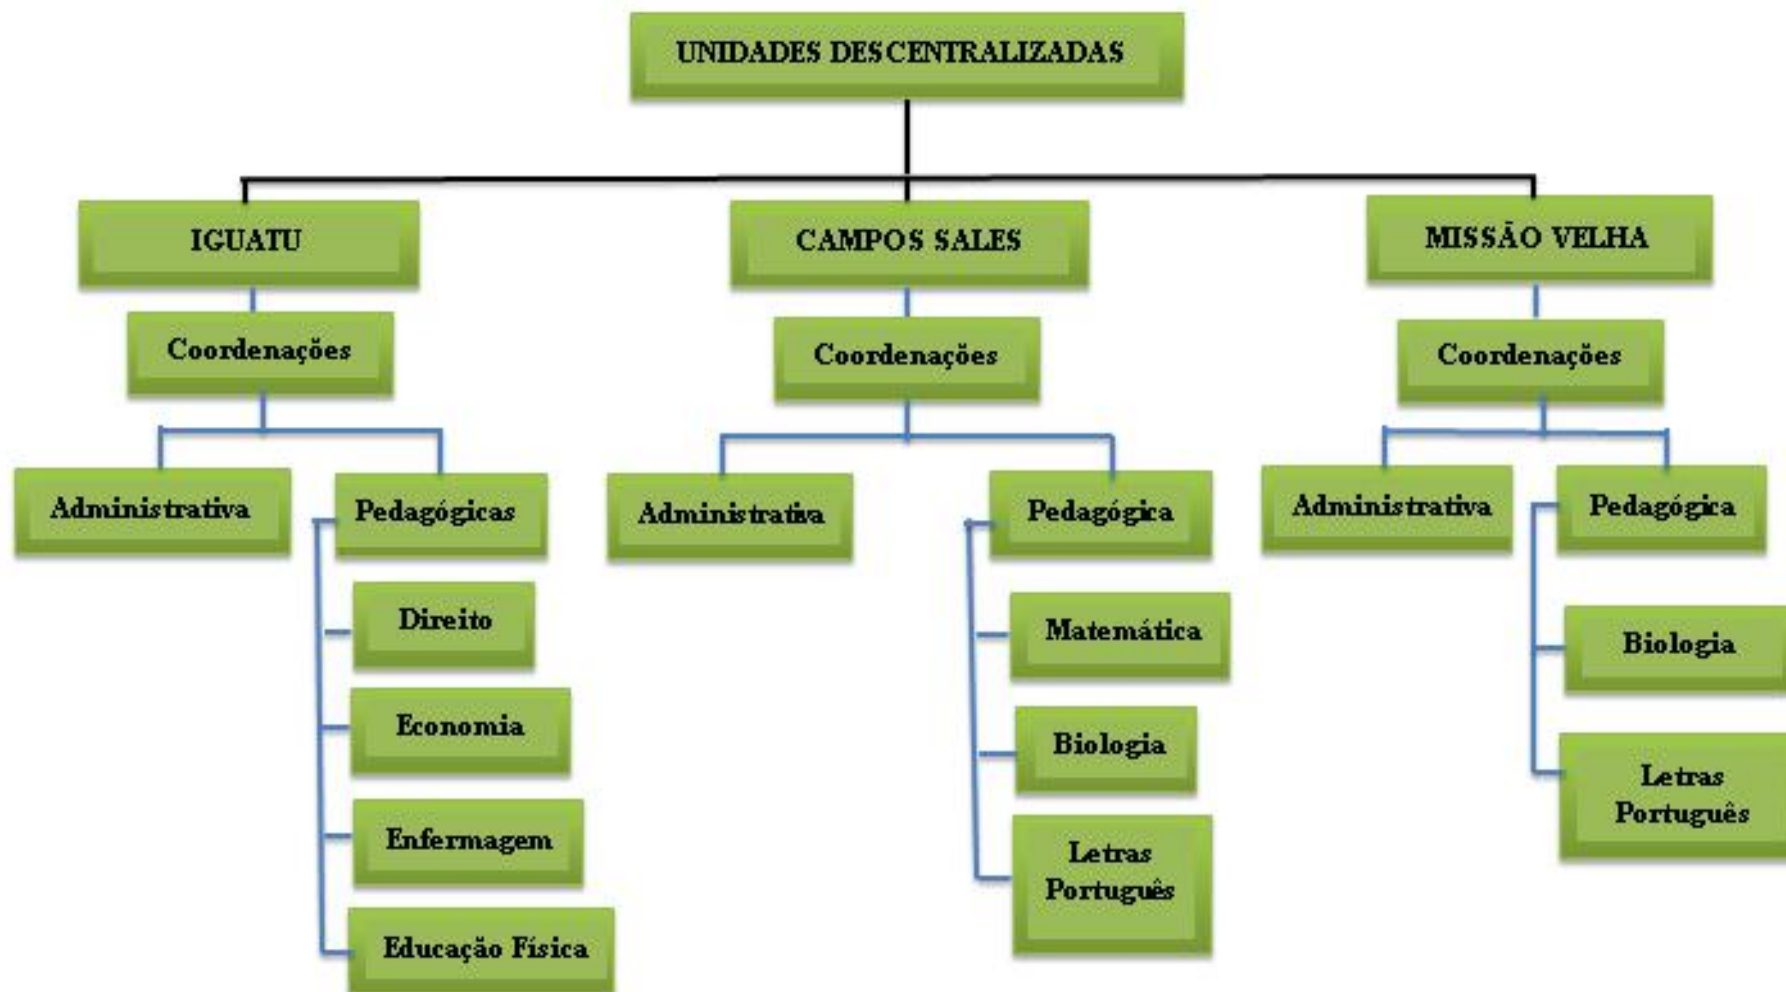 UNIDADES DESCENTRALIZADAS
IGUATU
CAMPOS SALES
MISSÃO VELHA
Coordenações
Coordenações
Coordenações
Administrativa
Pedagógicas
Administrativa
Pedagógica
Administrativa
Pedagógica
Direito
Economia
Enfermagem
Educação Física
Matemática
Biologia
Letras
Português
Biologia
Letras
Português